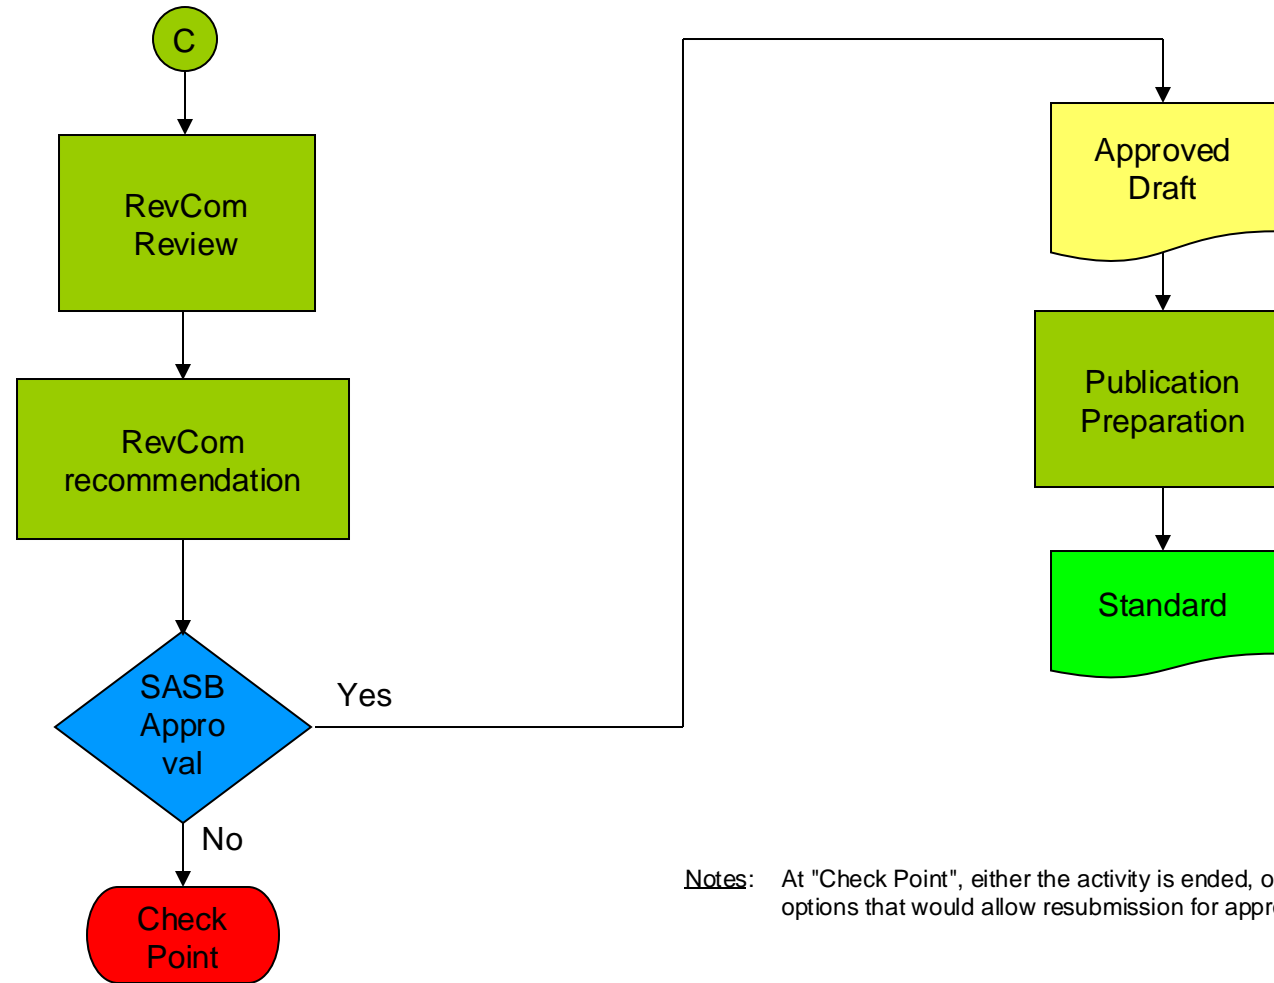 C
RevCom
Review
RevCom
recommendation
SASB
Appro
val
Yes
No
Check
Point
Approved
Draft
Publication
Preparation
Standard
Notes: At "Check Point", either the activity is ended, o
options that would allow resubmission for appr